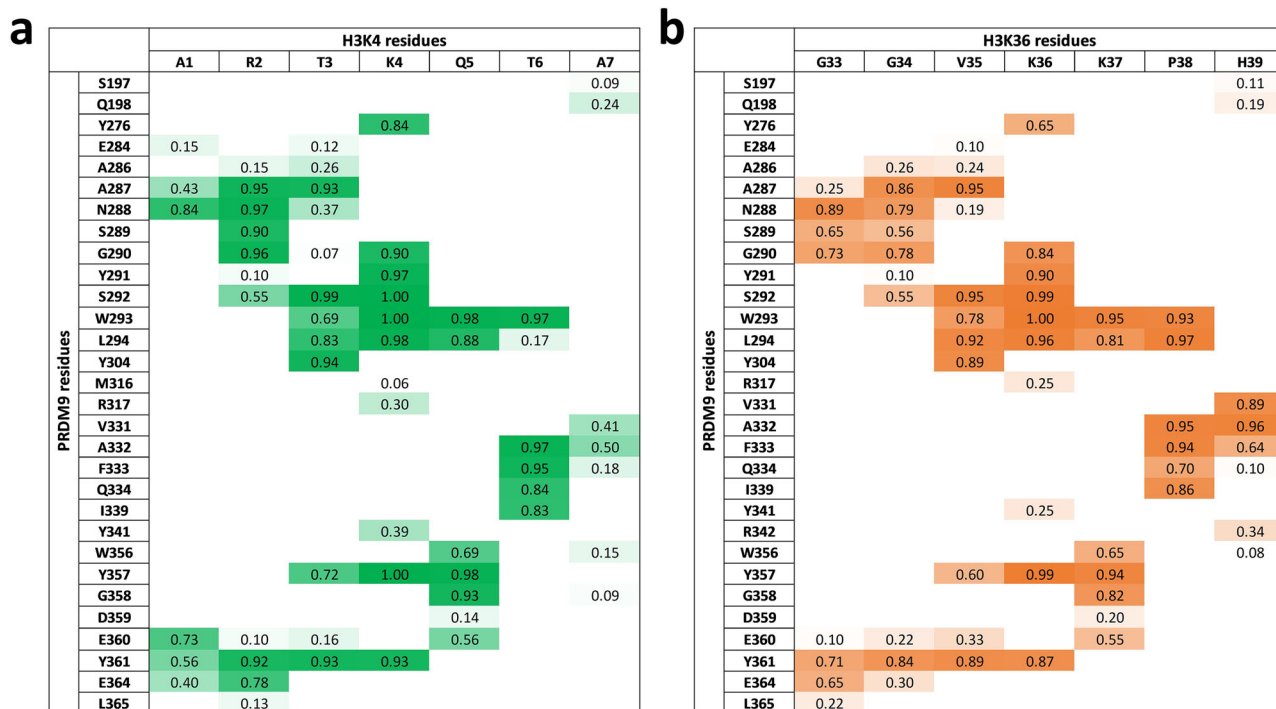 a
H3K4 residues
A1 R2 T3 K4 Q5 T6 A7
PRDM9 residues
S197 0.09
Q198 0.24
Y276 0.84
E284 0.15 0.12
A286 0.15 0.26
A287 0.43 0.95 0.93
N288 0.84 0.97 0.37
S289 0.90
G290 0.96 0.07 0.90
Y291 0.10 0.97
S292 0.55 0.99 1.00
W293 0.69 1.00 0.98 0.97
L294 0.83 0.98 0.88 0.17
Y304 0.94
M316 0.06
R317 0.30
V331 0.41
A332 0.97 0.50
F333 0.95 0.18
Q334 0.84
I339 0.83
Y341 0.39
W356 0.69 0.15
Y357 0.72 1.00 0.98
G358 0.93 0.09
D359 0.14
E360 0.73 0.10 0.16 0.56
Y361 0.56 0.92 0.93 0.93
E364 0.40 0.78
L365 0.13
b
H3K36 residues
G33 G34 V35 K36 K37 P38 H39
PRDM9 residues
S197 0.11
Q198 0.19
Y276 0.65
E284 0.10
A286 0.26 0.24
A287 0.25 0.86 0.95
N288 0.89 0.79 0.19
S289 0.65 0.56
G290 0.73 0.78 0.84
Y291 0.10 0.90
S292 0.55 0.95 0.99
W293 0.78 1.00 0.95 0.93
L294 0.92 0.96 0.81 0.97
Y304 0.89
R317 0.25
V331 0.89
A332 0.95 0.96
F333 0.94 0.64
Q334 0.70 0.10
I339 0.86
Y341 0.25
R342 0.34
W356 0.65 0.08
Y357 0.60 0.99 0.94
G358 0.82
D359 0.20
E360 0.10 0.22 0.33 0.55
Y361 0.71 0.84 0.89 0.87
E364 0.65 0.30
L365 0.22